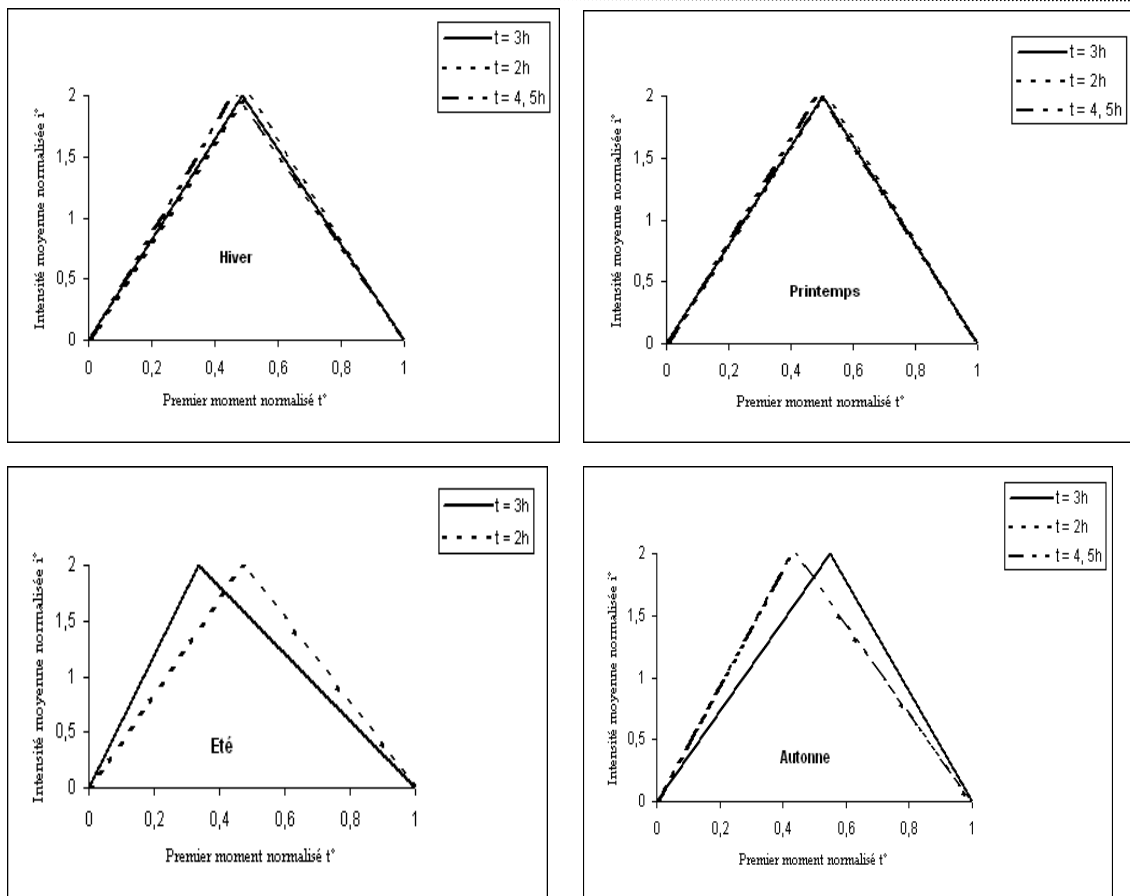 t = 3h
t = 2h
t = 4, 5h
Intensité moyenne normalisée i°
2
1,5
1
0,5
0
Hiver
0 0,2 0,4 0,6 0,8 1
Premier moment normalisé t°
t = 3h
t = 2h
t = 4, 5h
Intensité moyenne normalisée i°
2
1,5
1
0,5
0
Printemps
0 0,2 0,4 0,6 0,8 1
Premier moment normalisé t°
t = 3h
t = 2h
Intensité moyenne normalisée i°
2
1,5
1
0,5
0
Eté
0 0,2 0,4 0,6 0,8 1
Premier moment normalisé t°
t = 3h
t = 2h
t = 4, 5h
Intensité moyenne normalisée i°
2
1,5
1
0,5
0
Autonne
0 0,2 0,4 0,6 0,8 1
Premier moment normalisé t°